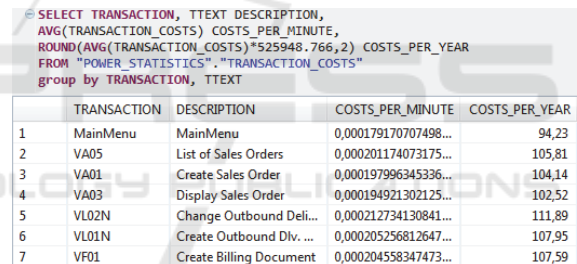 SELECT TRANSACTION, TTEXT DESCRIPTION,
AVG(TRANSACTION_COSTS) COSTS_PER_MINUTE,
ROUND(AVG(TRANSACTION_COSTS)*525948.766,2) COSTS_PER_YEAR
FROM "POWER_STATISTICS"."TRANSACTION_COSTS"
group by TRANSACTION, TTEXT
TRANSACTION DESCRIPTION COSTS_PER_MINUTE COSTS_PER_YEAR
1 MainMenu MainMenu 0,000179170707498... 94,23
2 VA05 List of Sales Orders 0,000201174073175... 105,81
3 VA01 Create Sales Order 0,000197996345336... 104,14
4 VA03 Display Sales Order 0,000194921302125... 102,52
5 VL02N Change Outbound Deli... 0,000212734130841... 111,89
6 VL01N Create Outbound Dlv. ... 0,000205256812647... 107,95
7 VF01 Create Billing Document 0,000204558347473... 107,59